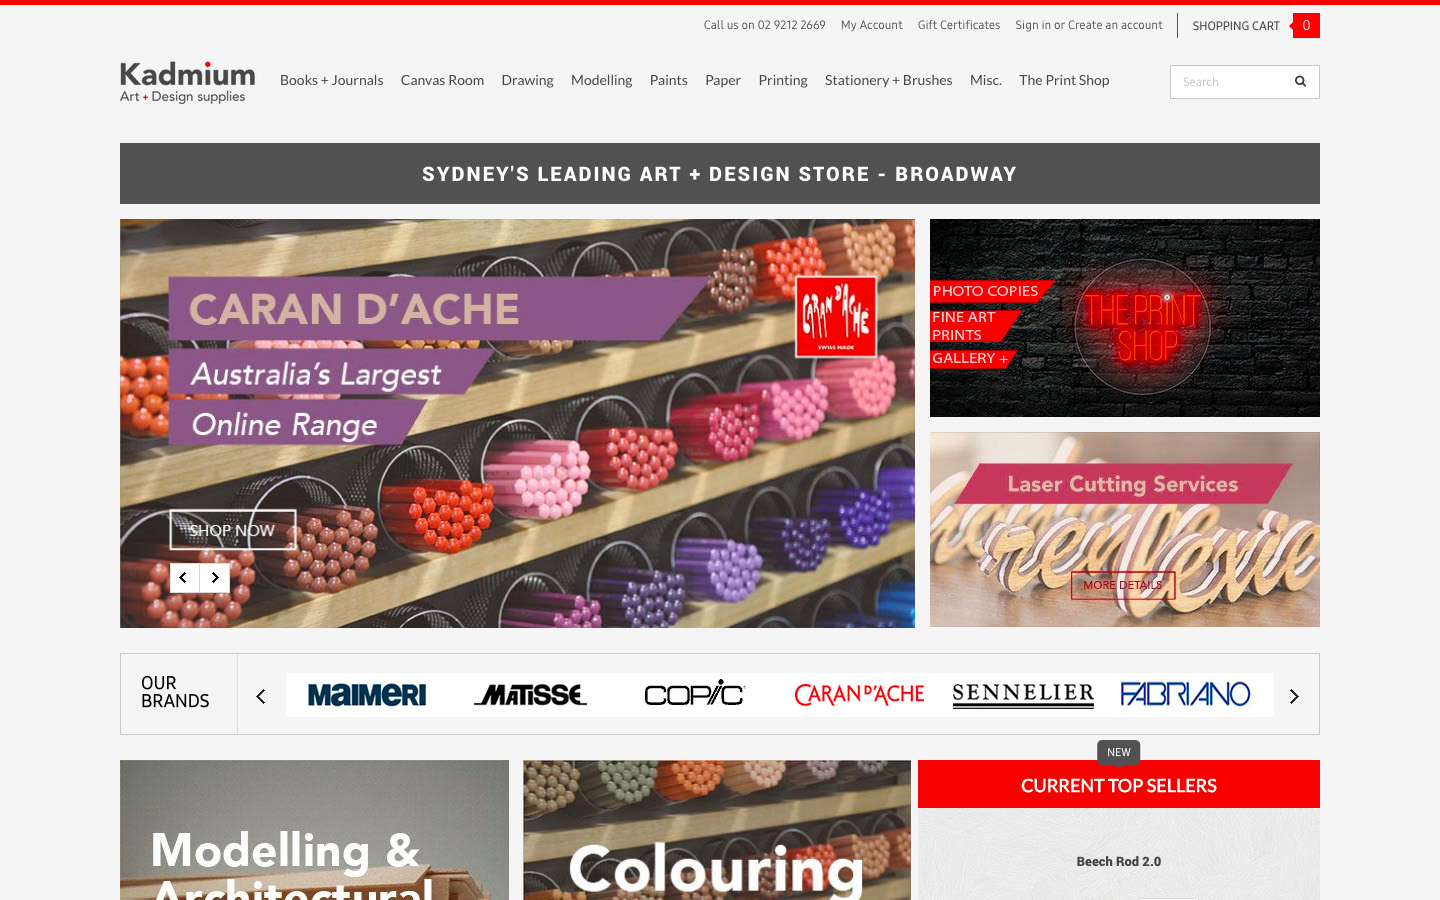 Call us on 02 9212 2669 My Account Gift Certificates Sign in or Create an account SHOPPING CART 0
Kadmium
Art + Design supplies
Books + Journals Canvas Room Drawing Modelling Paints Paper Printing Stationery + Brushes Misc. The Print Shop
Search
SYDNEY'S LEADING ART + DESIGN STORE - BROADWAY
CARAN D'ACHE
Australia's Largest
Online Range
CARAN D'ACHE
SWISS MADE
SHOP NOW
PHOTO COPIES
FINE ART
PRINTS
GALLERY +
THE PRINT
SHOP
Laser Cutting Services
MORE DETAILS
OUR
BRANDS
MAIMERI
MATISSE
COPIC
CARAN D'ACHE
SENNELIER
FABRIANO
Modelling &
Architectural
Colouring
NEW
CURRENT TOP SELLERS
Beech Rod 2.0